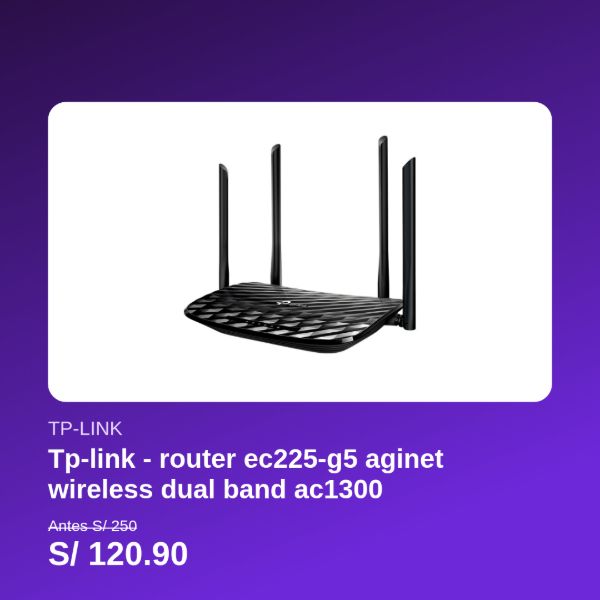 TP-LINK
Tp-link - router ec225-g5 aginet
wireless dual band ac1300
Antes S/ 250
S/ 120.90